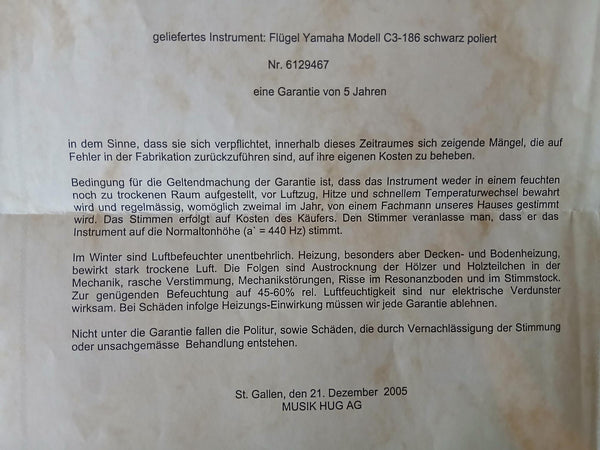 geliefertes Instrument: Flügel Yamaha Modell C3-186 schwarz poliert
Nr. 6129467
eine Garantie von 5 Jahren
in dem Sinne, dass sie sich verpflichtet, innerhalb dieses Zeitraumes sich zeigende Mängel, die auf
Fehler in der Fabrikation zurückzuführen sind, auf ihre eigenen Kosten zu beheben.
Bedingung für die Geltendmachung der Garantie ist, dass das Instrument weder in einem feuchten
noch zu trockenen Raum aufgestellt, vor Luftzug, Hitze und schnellem Temperaturwechsel bewahrt
wird und regelmässig, womöglich zweimal im Jahr, von einem Fachmann unseres Hauses gestimmt
wird. Das Stimmen erfolgt auf Kosten des Käufers. Den Stimmer veranlasse man, dass er das
Instrument auf die Normaltonhöhe (a` = 440 Hz) stimmt.
Im Winter sind Luftbefeuchter unentbehrlich. Heizung, besonders aber Decken- und Bodenheizung,
bewirkt stark trockene Luft. Die Folgen sind Austrocknung der Hölzer und Holzteilchen in der
Mechanik, rasche Verstimmung, Mechanikstörungen, Risse im Resonanzboden und im Stimmstock.
Zur genügenden Befeuchtung auf 45-60% rel. Luftfeuchtigkeit sind nur elektrische Verdunster
wirksam. Bei Schäden infolge Heizungs-Einwirkung müssen wir jede Garantie ablehnen.
Nicht unter die Garantie fallen die Politur, sowie Schäden, die durch Vernachlässigung der Stimmung
oder unsachgemässe Behandlung entstehen.
St. Gallen, den 21. Dezember 2005
MUSIK HUG AG